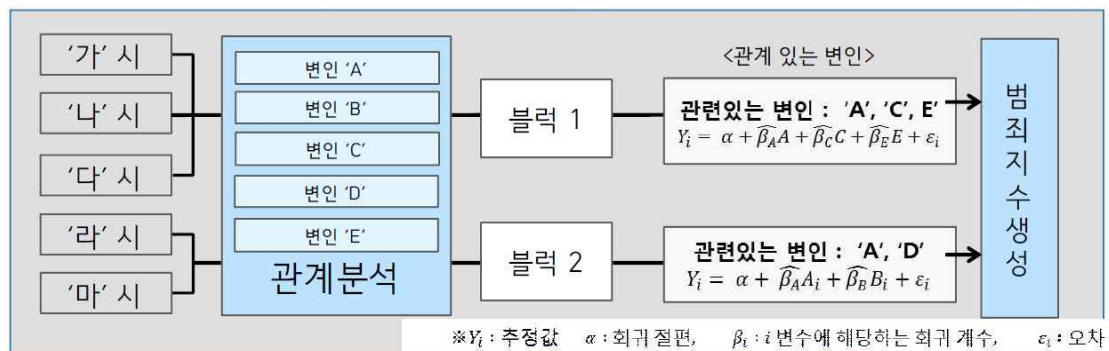 '가' 시
'나' 시
'다' 시
'라' 시
'마' 시
변인 'A'
변인 'B'
변인 'C'
변인 'D'
변인 'E'
관계분석
블럭 1
블럭 2
<관계 있는 변인>
관련있는 변인 : 'A', 'C', E'
Y_i = α + β̂_A A + β̂_C C + β̂_E E + ε_i
관련있는 변인 : 'A', 'D'
Y_i = α + β̂_A A_i + β̂_B B_i + ε_i
범죄지수생성
※Y_i : 추정값 α : 회귀 절편, β_i : i 변수에 해당하는 회귀 계수, ε_i : 오차